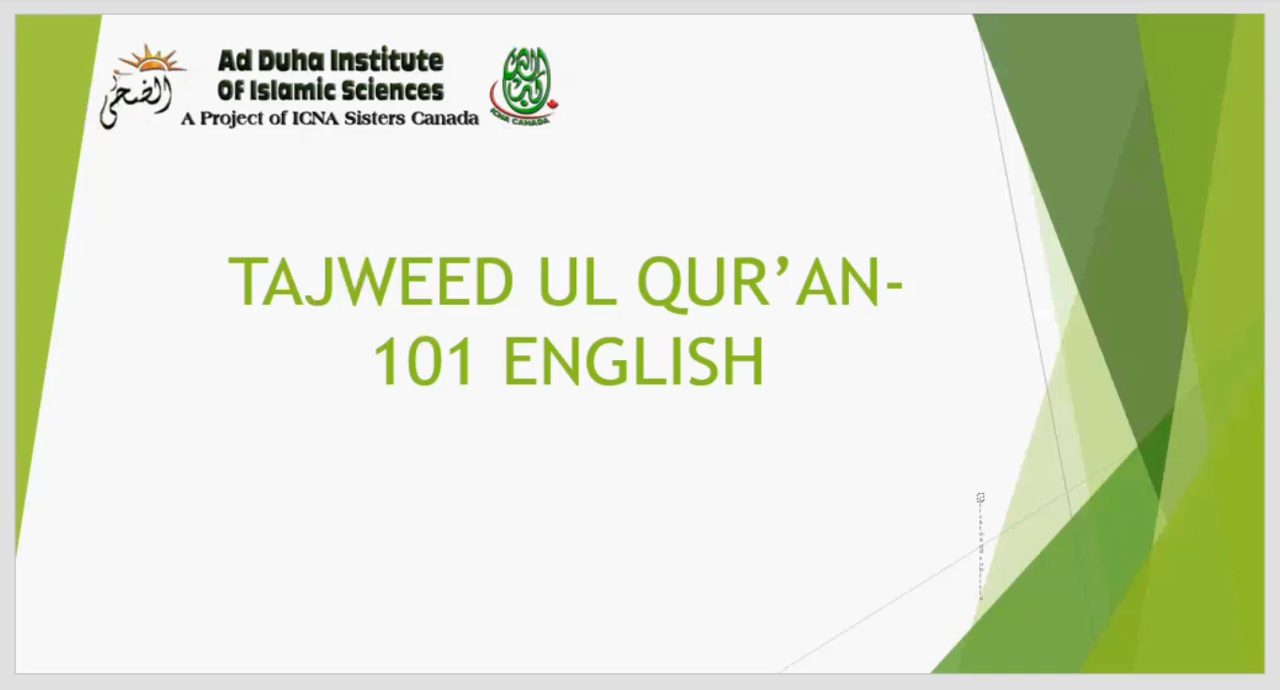 Ad Duha Institute
Of Islamic Sciences
A Project of ICNA Sisters Canada
الضحى
ICNA CANADA
TAJWEED UL QUR’AN-
101 ENGLISH